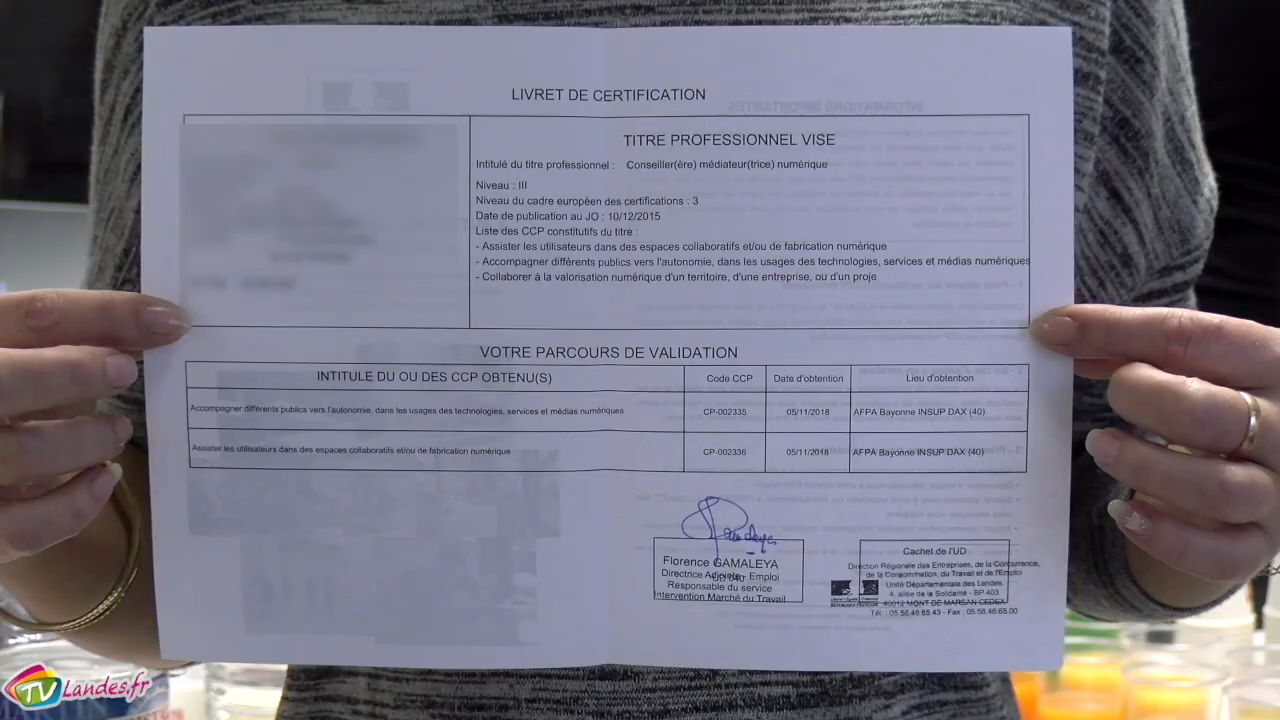 LIVRET DE CERTIFICATION
TITRE PROFESSIONNEL VISE
Intitulé du titre professionnel : Conseiller(ère) médiateur(trice) numérique
Niveau : III
Niveau du cadre européen des certifications : 3
Date de publication au JO : 10/12/2015
Liste des CCP constitutifs du titre :
- Assister les utilisateurs dans des espaces collaboratifs et/ou de fabrication numérique
- Accompagner différents publics vers l'autonomie, dans les usages des technologies, services et médias numériques
- Collaborer à la valorisation numérique d'un territoire, d'une entreprise, ou d'un proje
VOTRE PARCOURS DE VALIDATION
INTITULE DU OU DES CCP OBTENU(S) Code CCP Date d'obtention Lieu d'obtention
Accompagner différents publics vers l'autonomie, dans les usages des technologies, services et médias numériques CP-002335 05/11/2018 AFPA Bayonne INSUP DAX (40)
Assister les utilisateurs dans des espaces collaboratifs et/ou de fabrication numérique CP-002336 05/11/2018 AFPA Bayonne INSUP DAX (40)
Florence GAMALEYA
Directrice Adjointe- Emploi
UD 040
Responsable du service
Intervention Marché du Travail
Cachet de l'UD
Direction Régionale des Entreprises, de la Concurrence,
de la Consommation, du Travail et de l'Emploi
Unité Départementale des Landes
4, allée de la Solidarité - BP 403
40012 MONT DE MARSAN CEDEX
Tél. : 05.58.46.65.43 - Fax : 05.58.46.65.00
RÉPUBLIQUE FRANÇAISE
TV Landes.fr